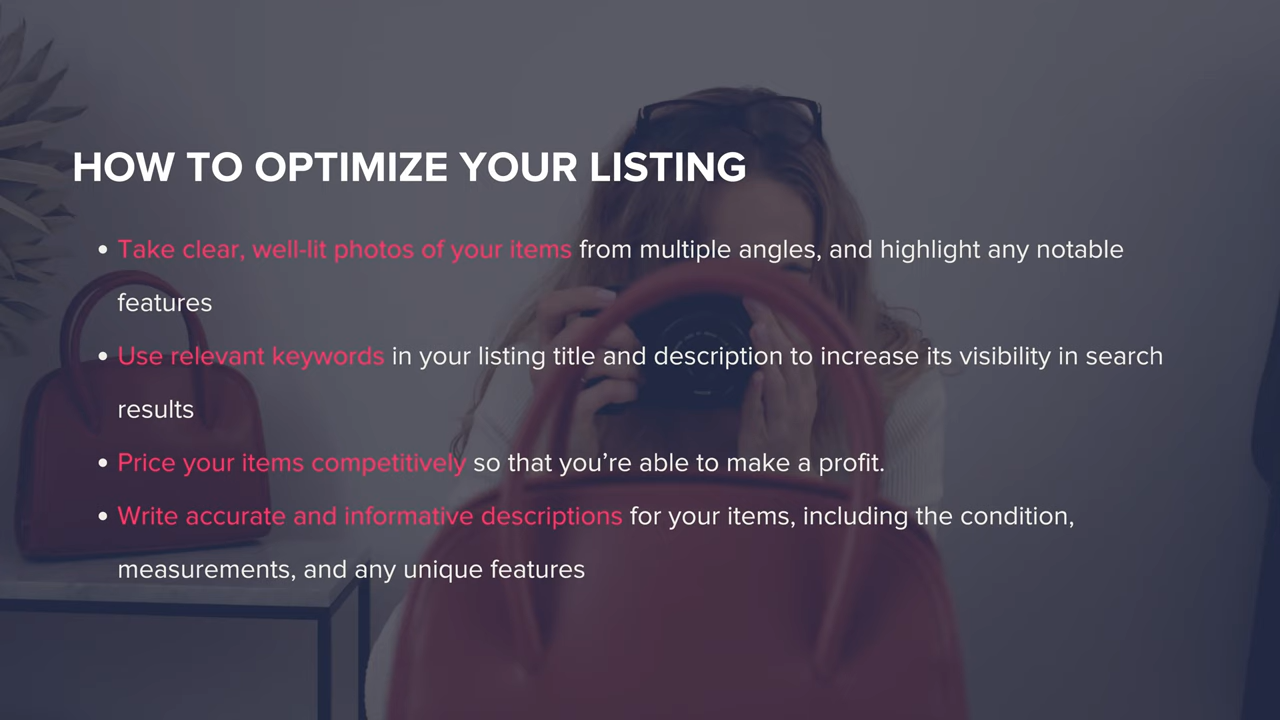 HOW TO OPTIMIZE YOUR LISTING
• Take clear, well-lit photos of your items from multiple angles, and highlight any notable
features
• Use relevant keywords in your listing title and description to increase its visibility in search
results
• Price your items competitively so that you’re able to make a profit.
• Write accurate and informative descriptions for your items, including the condition,
measurements, and any unique features